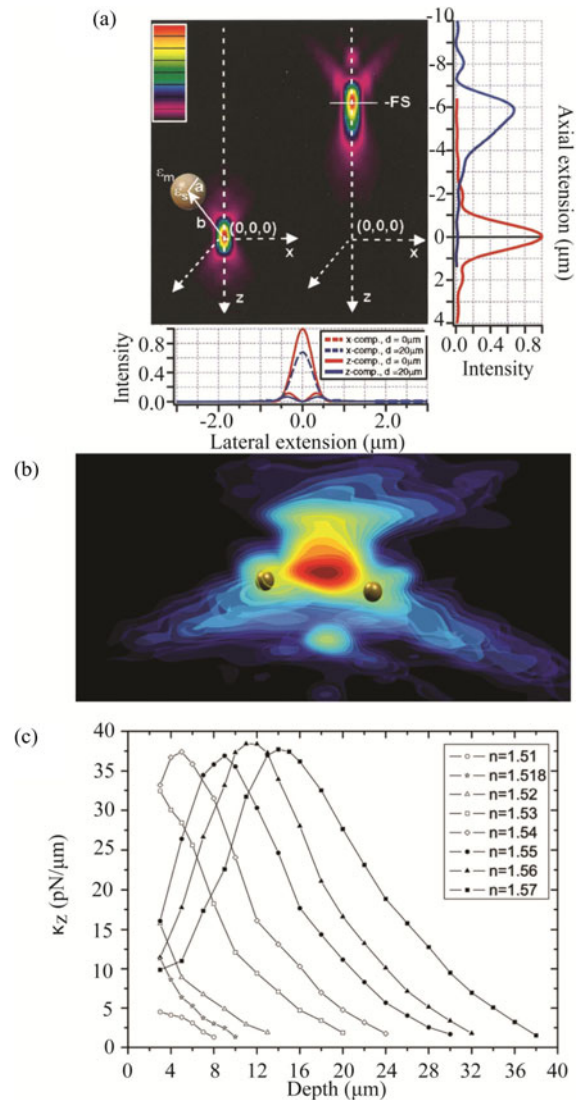 (a)
-FS
εm
a
b
(0,0,0)
(0,0,0)
x
x
z
z
-10
-8
-6
-4
-2
0
2
4
Axial extension (μm)
0.0 0.4 0.8
Intensity
0.8
0.4
0.0
Intensity
x-comp., d = 0μm
x-comp., d =20μm
z-comp., d = 0μm
z-comp., d =20μm
-2.0 0.0 2.0
Lateral extension (μm)
(b)
(c)
40
35
30
25
20
15
10
5
0
κz (pN/μm)
n=1.51
n=1.518
n=1.52
n=1.53
n=1.54
n=1.55
n=1.56
n=1.57
0 4 8 12 16 20 24 28 32 36 40
Depth (μm)